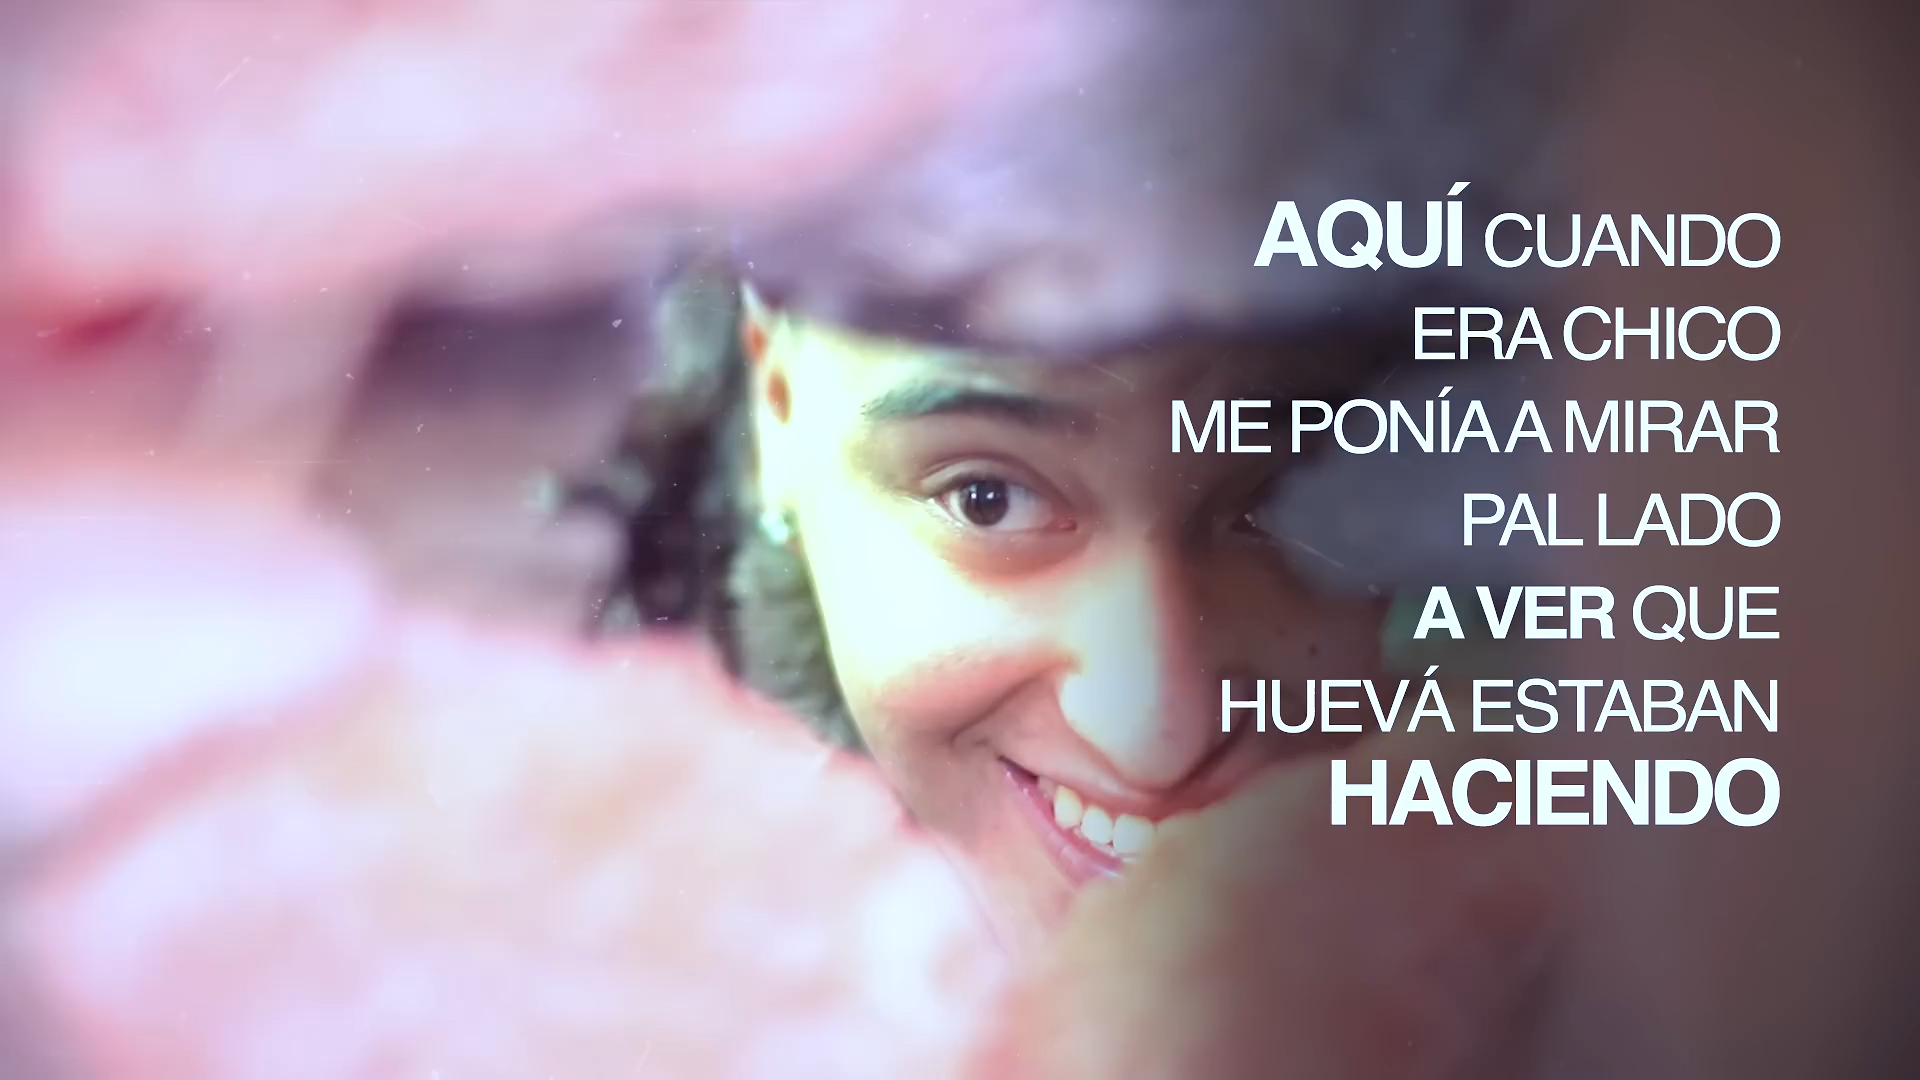 AQUÍ CUANDO
ERA CHICO
ME PONÍA A MIRAR
PAL LADO
A VER QUE
HUEVÁ ESTABAN
HACIENDO